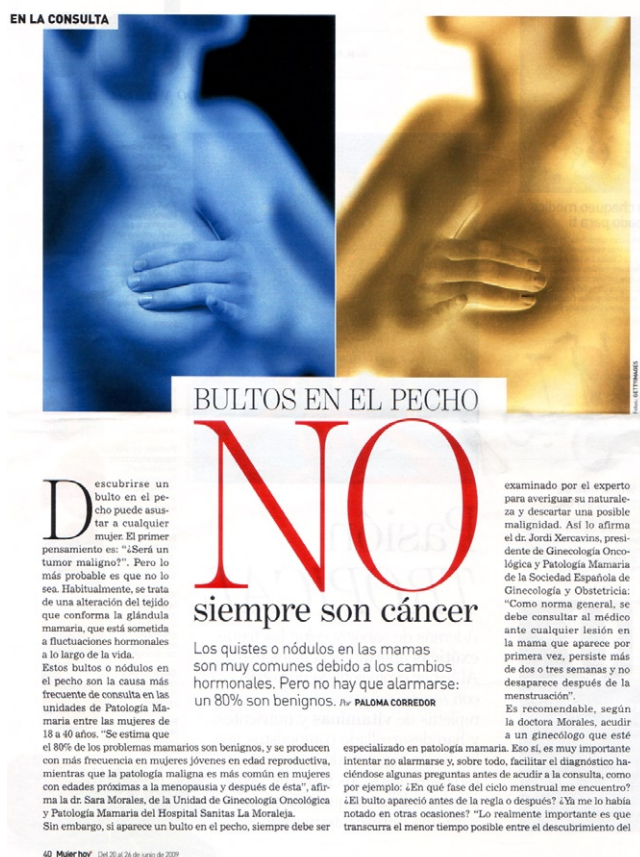 EN LA CONSULTA
Fotos: GETTY IMAGES
BULTOS EN EL PECHO
NO
siempre son cáncer
Los quistes o nódulos en las mamas
son muy comunes debido a los cambios
hormonales. Pero no hay que alarmarse:
un 80% son benignos. Por PALOMA CORREDOR
Descubrirse un
bulto en el pe-
cho puede asus-
tar a cualquier
mujer. El primer
pensamiento es: “¿Será un
tumor maligno?”. Pero lo
más probable es que no lo
sea. Habitualmente, se trata
de una alteración del tejido
que conforma la glándula
mamaria, que está sometida
a fluctuaciones hormonales
a lo largo de la vida.
Estos bultos o nódulos en
el pecho son la causa más
frecuente de consulta en las
unidades de Patología Ma-
maria entre las mujeres de
18 a 40 años. “Se estima que
el 80% de los problemas mamarios son benignos, y se producen
con más frecuencia en mujeres jóvenes en edad reproductiva,
mientras que la patología maligna es más común en mujeres
con edades próximas a la menopausia y después de ésta”, afir-
ma la dr. Sara Morales, de la Unidad de Ginecología Oncológica
y Patología Mamaria del Hospital Sanitas La Moraleja.
Sin embargo, si aparece un bulto en el pecho, siempre debe ser
examinado por el experto
para averiguar su naturale-
za y descartar una posible
malignidad. Así lo afirma
el dr. Jordi Xercavins, presi-
dente de Ginecología Onco-
lógica y Patología Mamaria
de la Sociedad Española de
Ginecología y Obstetricia:
“Como norma general, se
debe consultar al médico
ante cualquier lesión en
la mama que aparece por
primera vez, persiste más
de dos o tres semanas y no
desaparece después de la
menstruación”.
Es recomendable, según
la doctora Morales, acudir
a un ginecólogo que esté
especializado en patología mamaria. Eso sí, es muy importante
intentar no alarmarse y, sobre todo, facilitar el diagnóstico ha-
ciéndose algunas preguntas antes de acudir a la consulta, como
por ejemplo: ¿En qué fase del ciclo menstrual me encuentro?
¿El bulto apareció antes de la regla o después? ¿Ya me lo había
notado en otras ocasiones? “Lo realmente importante es que
transcurra el menor tiempo posible entre el descubrimiento del
40 Mujer hoy Del 20 al 26 de junio de 2009